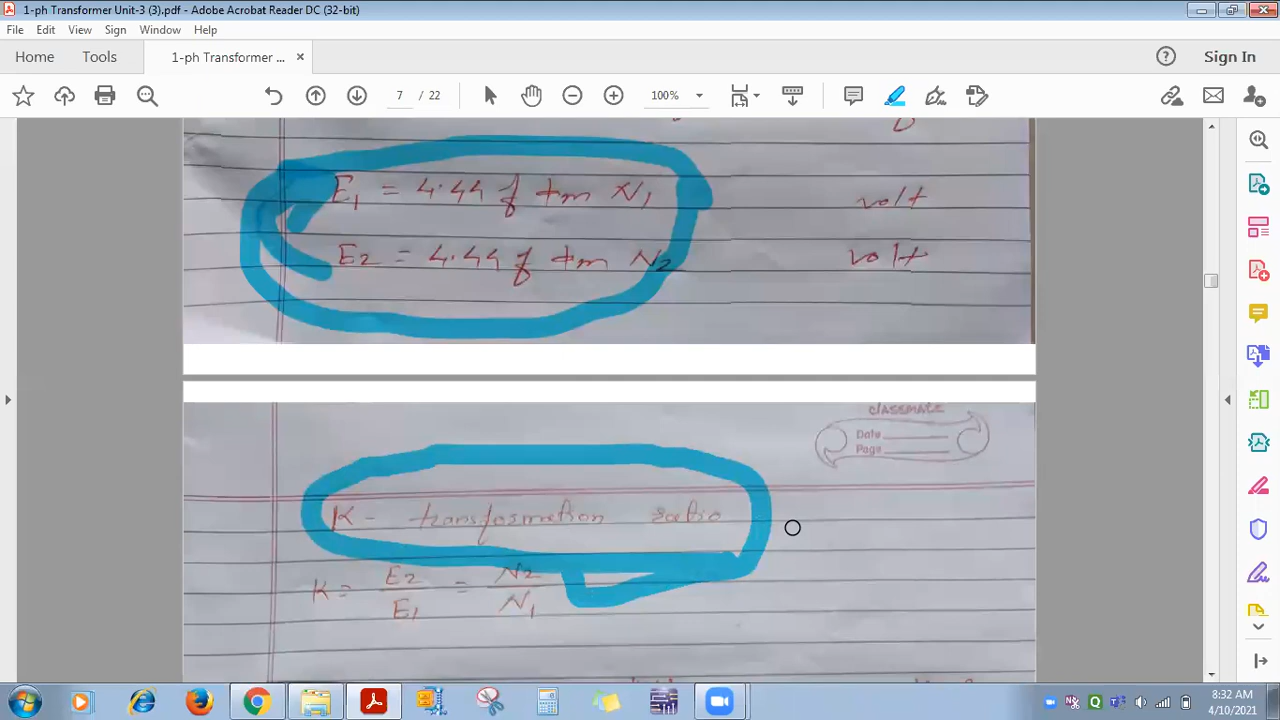 1-ph Transformer Unit-3 (3).pdf - Adobe Acrobat Reader DC (32-bit)
File Edit View Sign Window Help
Home Tools 1-ph Transformer ... × Sign In
7 / 22 100%
E1 = 4.44 f ɸm N1 volt
E2 = 4.44 f ɸm N2 volt
CLASSMATE
Date
Page
K - transformation ratio
K = E2/E1 = N2/N1
8:32 AM
4/10/2021